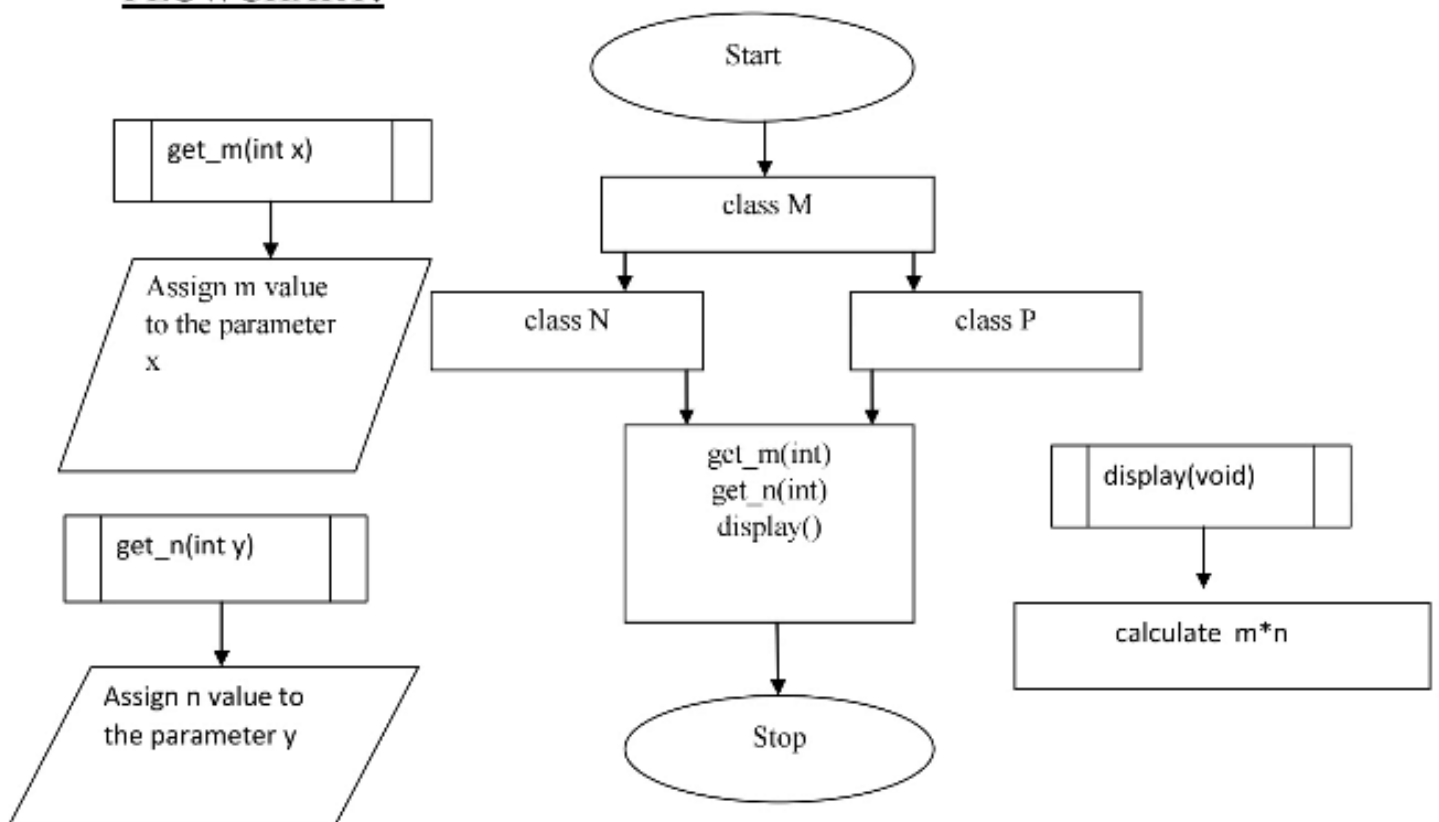 Start
get_m(int x)
class M
Assign m value
to the parameter
x
class N
class P
get_m(int)
get_n(int)
display()
display(void)
get_n(int y)
calculate m*n
Assign n value to
the parameter y
Stop